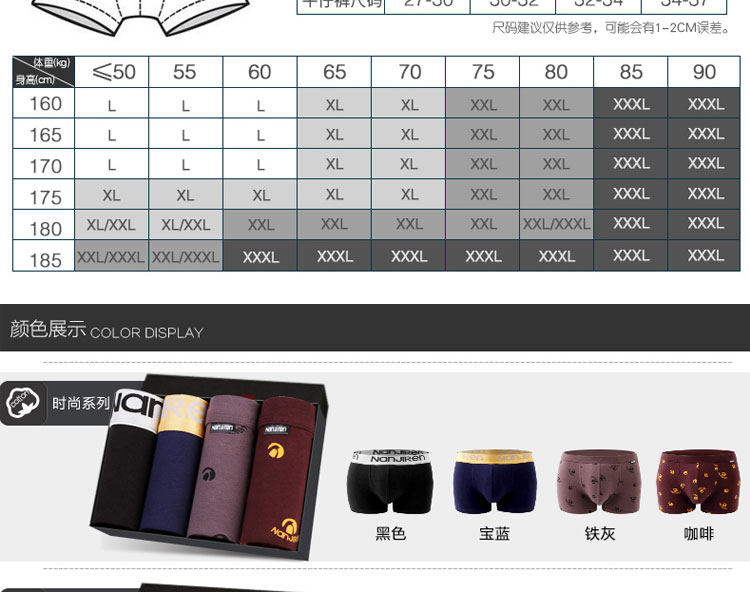 牛仔裤尺码 27-30 30-32 32-34 34-37
尺码建议仅供参考，可能会有1-2CM误差。
体重(kg)
身高(cm) ≤50 55 60 65 70 75 80 85 90
160 L L L XL XL XXL XXL XXXL XXXL
165 L L L XL XL XXL XXL XXXL XXXL
170 L L L XL XL XXL XXL XXXL XXXL
175 XL XL XL XL XL XXL XXL XXXL XXXL
180 XL/XXL XL/XXL XXL XXL XXL XXL XXL/XXXL XXXL XXXL
185 XXL/XXXL XXL/XXXL XXXL XXXL XXXL XXXL XXXL XXXL XXXL
颜色展示 COLOR DISPLAY
cotton 时尚系列
NanJiren
NanJiren
NanJiren
NanJiren
NanJiren
黑色 宝蓝 铁灰 咖啡